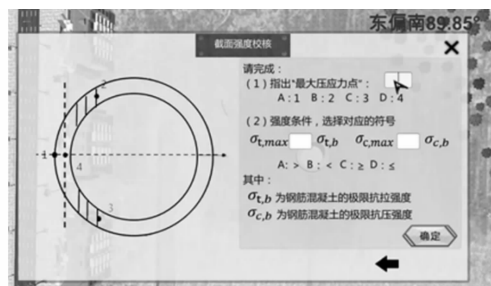 东偏南89.85°
截面强度校核
请完成：
（1）指出“最大压应力点”：
A:1 B:2 C:3 D:4
（2）强度条件，选择对应的符号
σt,max σt,b σc,max σc,b
A: > B: < C: ≥ D: ≤
其中：
σt,b 为钢筋混凝土的极限抗拉强度
σc,b 为钢筋混凝土的极限抗压强度
确定
2
1
4
3